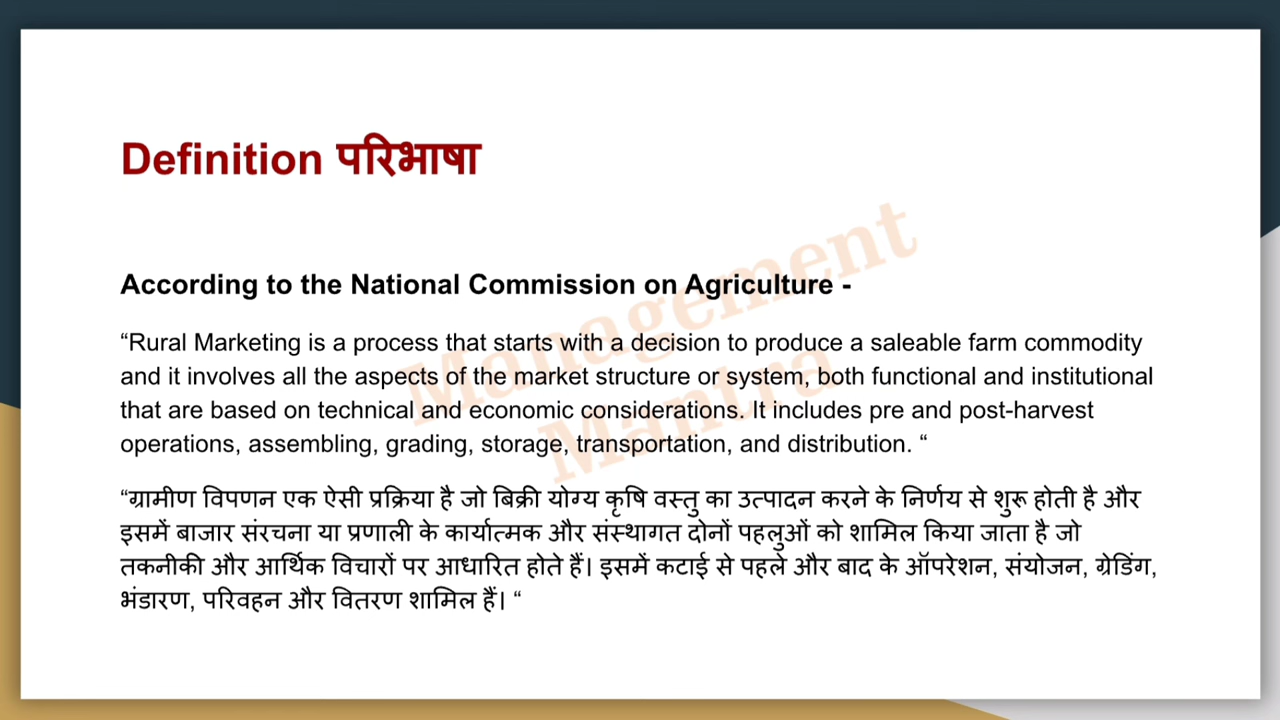 Definition परिभाषा
According to the National Commission on Agriculture -
“Rural Marketing is a process that starts with a decision to produce a saleable farm commodity
and it involves all the aspects of the market structure or system, both functional and institutional
that are based on technical and economic considerations. It includes pre and post-harvest
operations, assembling, grading, storage, transportation, and distribution. “
“ग्रामीण विपणन एक ऐसी प्रक्रिया है जो बिक्री योग्य कृषि वस्तु का उत्पादन करने के निर्णय से शुरू होती है और
इसमें बाजार संरचना या प्रणाली के कार्यात्मक और संस्थागत दोनों पहलुओं को शामिल किया जाता है जो
तकनीकी और आर्थिक विचारों पर आधारित होते हैं। इसमें कटाई से पहले और बाद के ऑपरेशन, संयोजन, ग्रेडिंग,
भंडारण, परिवहन और वितरण शामिल हैं। “
Management
Mantra